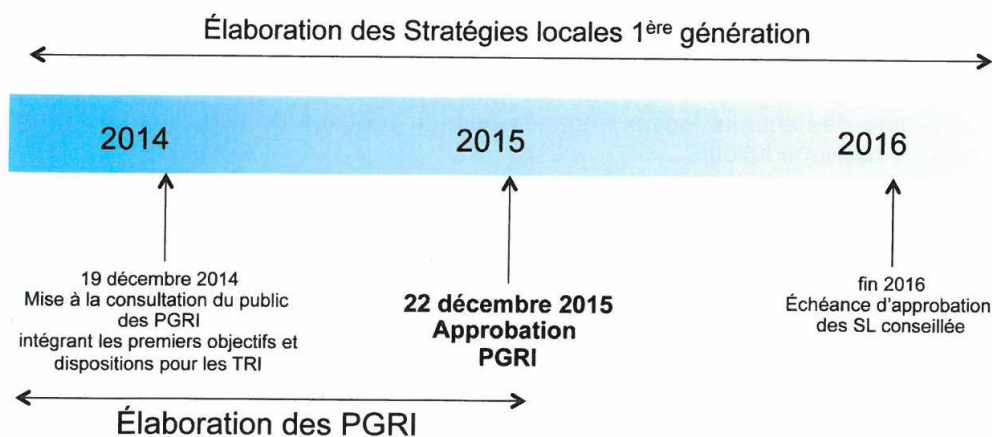 Élaboration des Stratégies locales 1ère génération
2014
2015
2016
19 décembre 2014
Mise à la consultation du public
des PGRI
intégrant les premiers objectifs et
dispositions pour les TRI
22 décembre 2015
Approbation
PGRI
fin 2016
Échéance d'approbation
des SL conseillée
Élaboration des PGRI